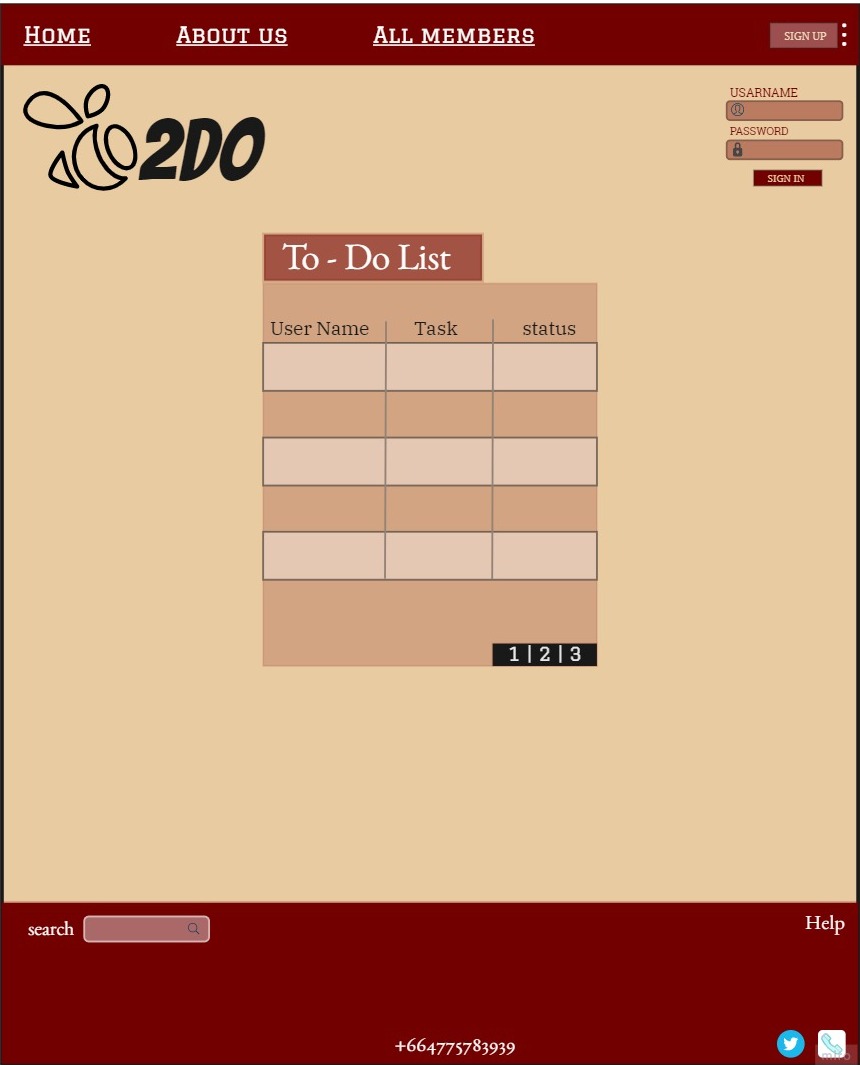 Home About us All members SIGN UP
2DO
USARNAME
PASSWORD
SIGN IN
To - Do List
User Name Task status
1 | 2 | 3
search
Help
+664775783939
miro